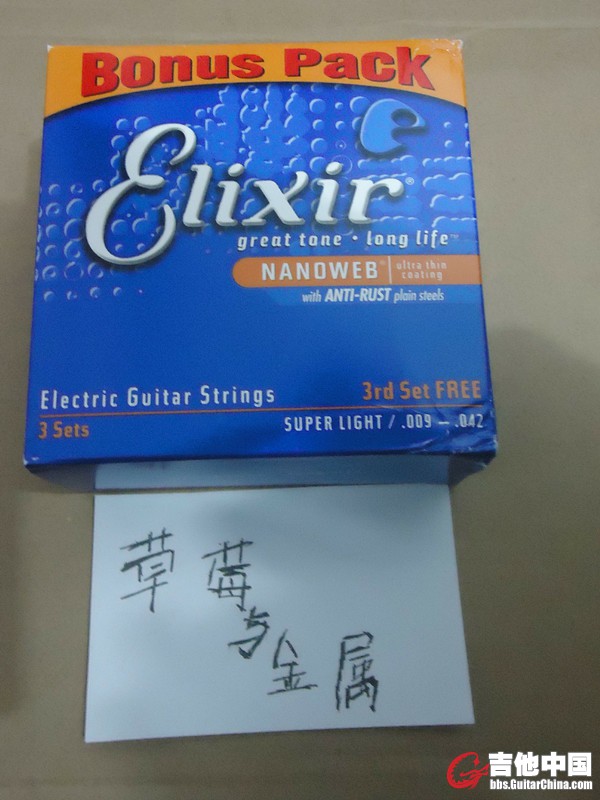 Bonus Pack
Elixir®
great tone • long life™
NANOWEB® ultra thin coating
with ANTI-RUST plain steels
Electric Guitar Strings 3rd Set FREE
3 Sets SUPER LIGHT / .009 – .042
草莓
与
金属
吉他中国
bbs.GuitarChina.com